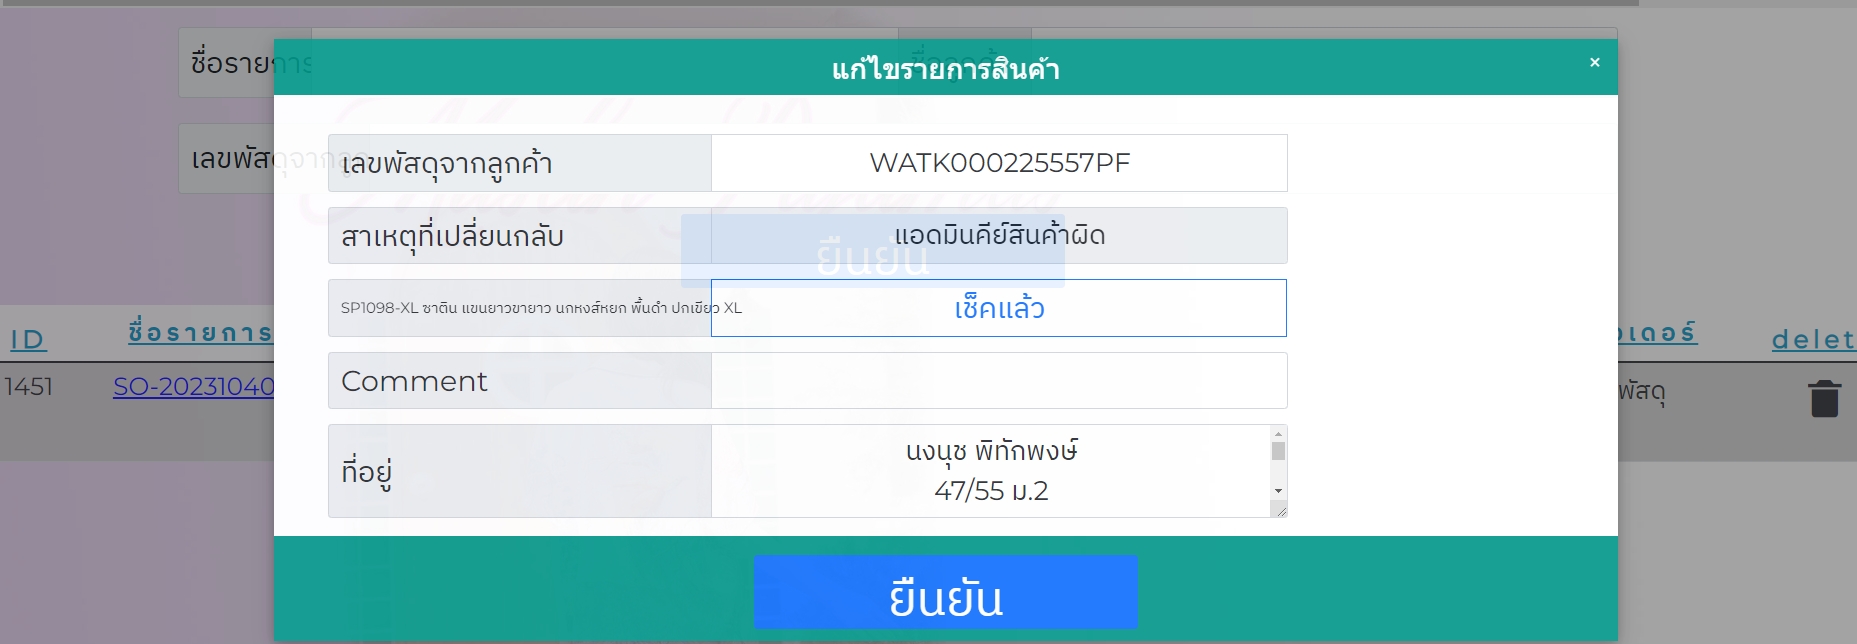 ชื่อรายการ
แก้ไขรายการสินค้า
×
เลขพัสดุจากลูก
เลขพัสดุจากลูกค้า
WATK000225557PF
สาเหตุที่เปลี่ยนกลับ
แอดมินคีย์สินค้าผิด
ยืนยัน
SP1098-XL ซาติน แขนยาวขายาว นกหงส์หยก พื้นดำ ปกเขียว XL
เช็คแล้ว
ID
ชื่อรายการ
อเดอร์
delet
1451
SO-20231040
พัสดุ
Comment
ที่อยู่
นงนุช พิทักพงษ์
47/55 ม.2
ยืนยัน